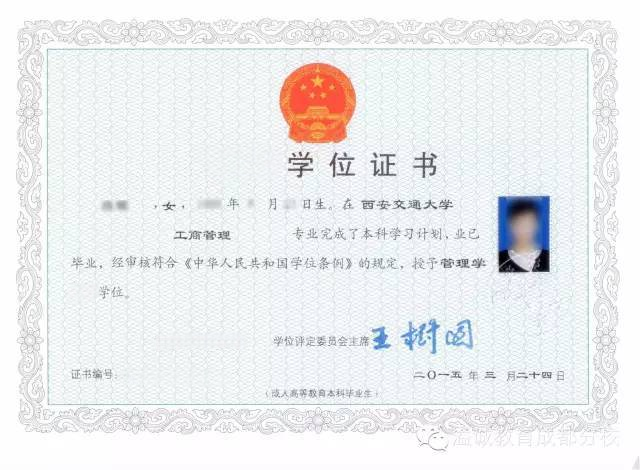 学位证书
，女， 年 月 日生。在 西安交通大学
工商管理 专业完成了本科学习计划、业已
毕业，经审核符合《中华人民共和国学位条例》的规定，授予 管理学
学位。
学位评定委员会主席 王树国
证书编号：
二〇一五 年 三 月 二十四日
（成人高等教育本科毕业生）
温诚教育成都分校